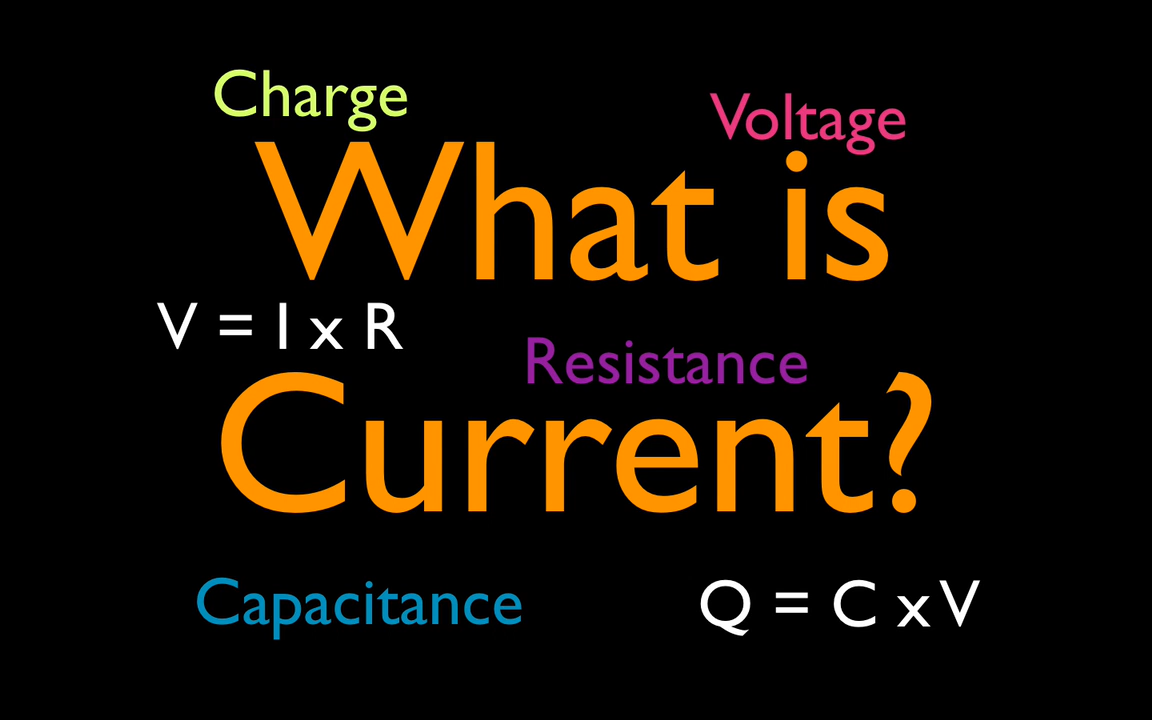 Charge
Voltage
What is
V = I x R
Resistance
Current?
Capacitance
Q = C x V